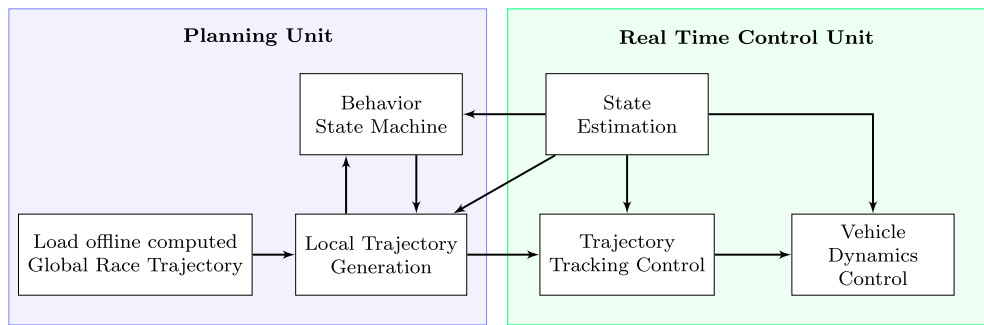 Planning Unit
Real Time Control Unit
Behavior
State Machine
State
Estimation
Load offline computed
Global Race Trajectory
Local Trajectory
Generation
Trajectory
Tracking Control
Vehicle
Dynamics
Control